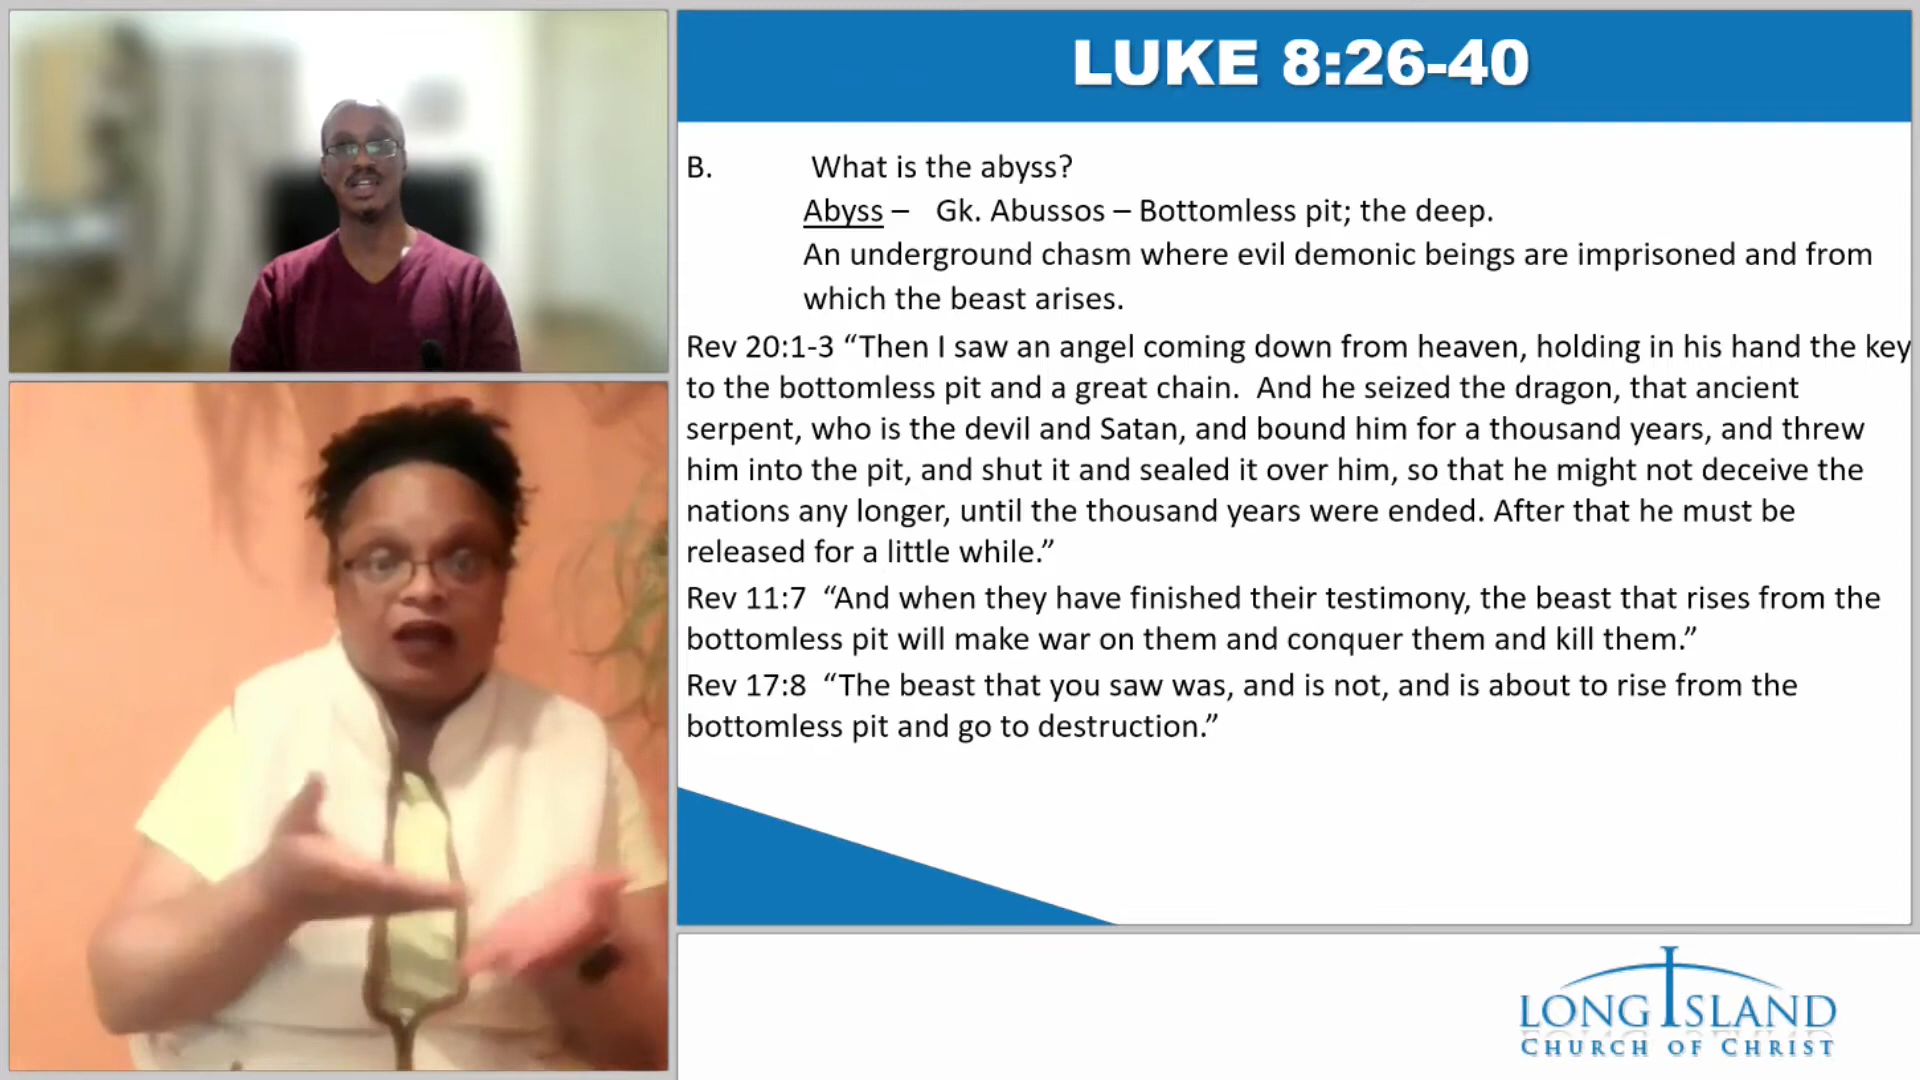 LUKE 8:26-40
B. What is the abyss?
Abyss – Gk. Abussos – Bottomless pit; the deep.
An underground chasm where evil demonic beings are imprisoned and from
which the beast arises.
Rev 20:1-3 “Then I saw an angel coming down from heaven, holding in his hand the key
to the bottomless pit and a great chain.  And he seized the dragon, that ancient
serpent, who is the devil and Satan, and bound him for a thousand years, and threw
him into the pit, and shut it and sealed it over him, so that he might not deceive the
nations any longer, until the thousand years were ended. After that he must be
released for a little while.”
Rev 11:7  “And when they have finished their testimony, the beast that rises from the
bottomless pit will make war on them and conquer them and kill them.”
Rev 17:8  “The beast that you saw was, and is not, and is about to rise from the
bottomless pit and go to destruction.”
LONG ISLAND
CHURCH OF CHRIST